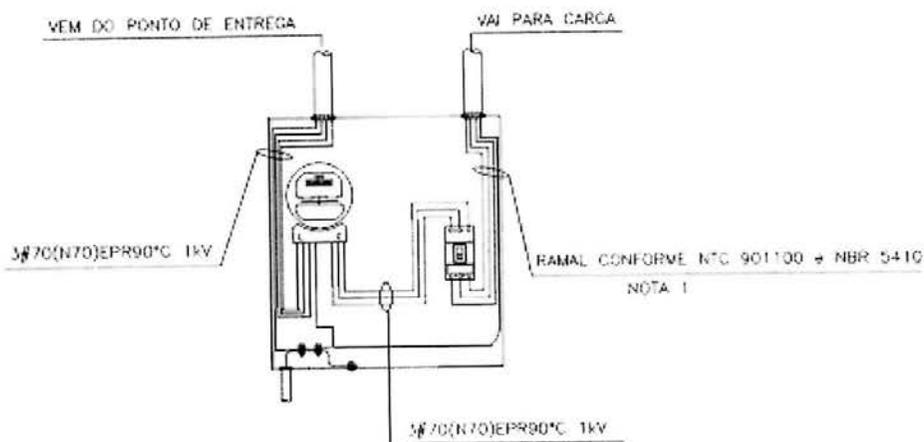 VEM DO PONTO DE ENTREGA
VAI PARA CARGA
3#70(N70)EPR90°C 1kV
RAMAL CONFORME NTC 901100 e NBR 5410
NOTA 1
3#70(N70)EPR90°C 1kV